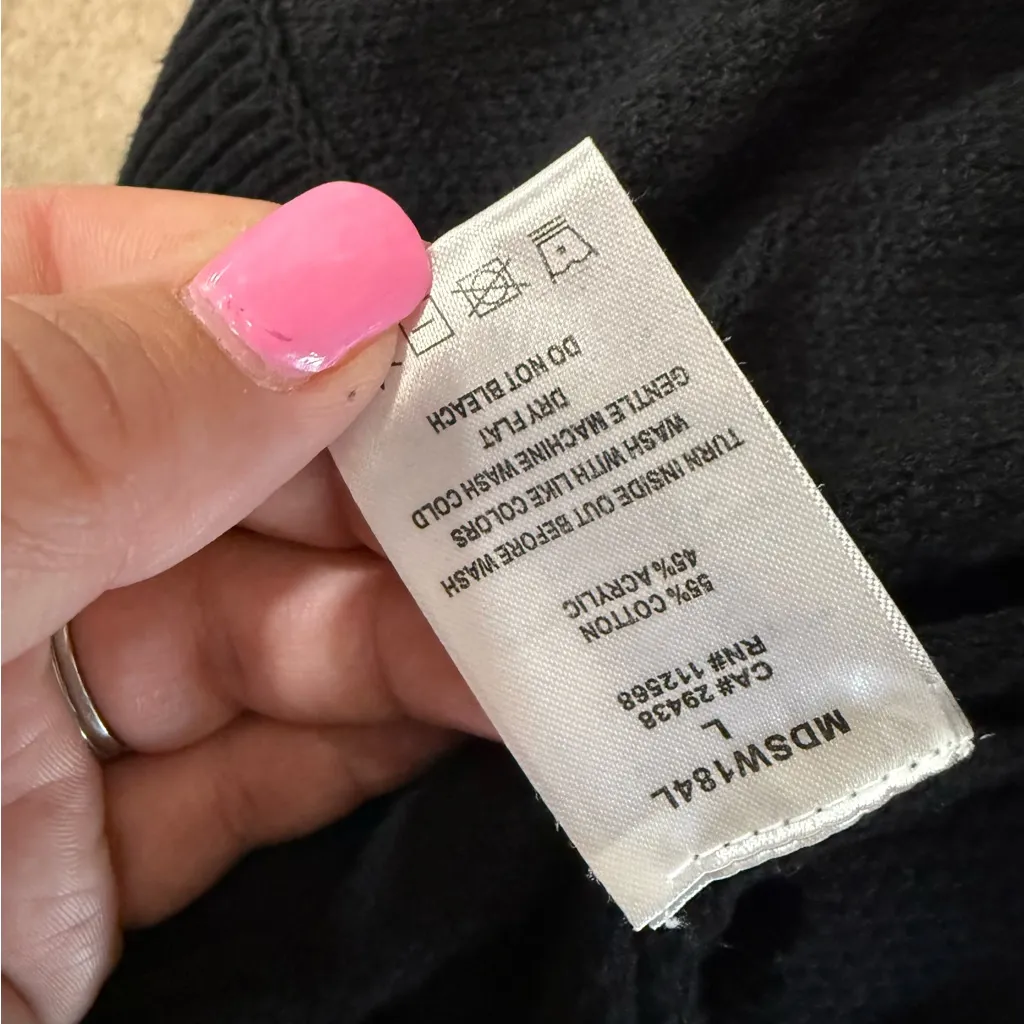 MDSW184L
L
CA# 29438
RN# 112568
55% COTTON
45% ACRYLIC
TURN INSIDE OUT BEFORE WASH
WASH WITH LIKE COLORS
GENTLE MACHINE WASH COLD
DRY FLAT
DO NOT BLEACH